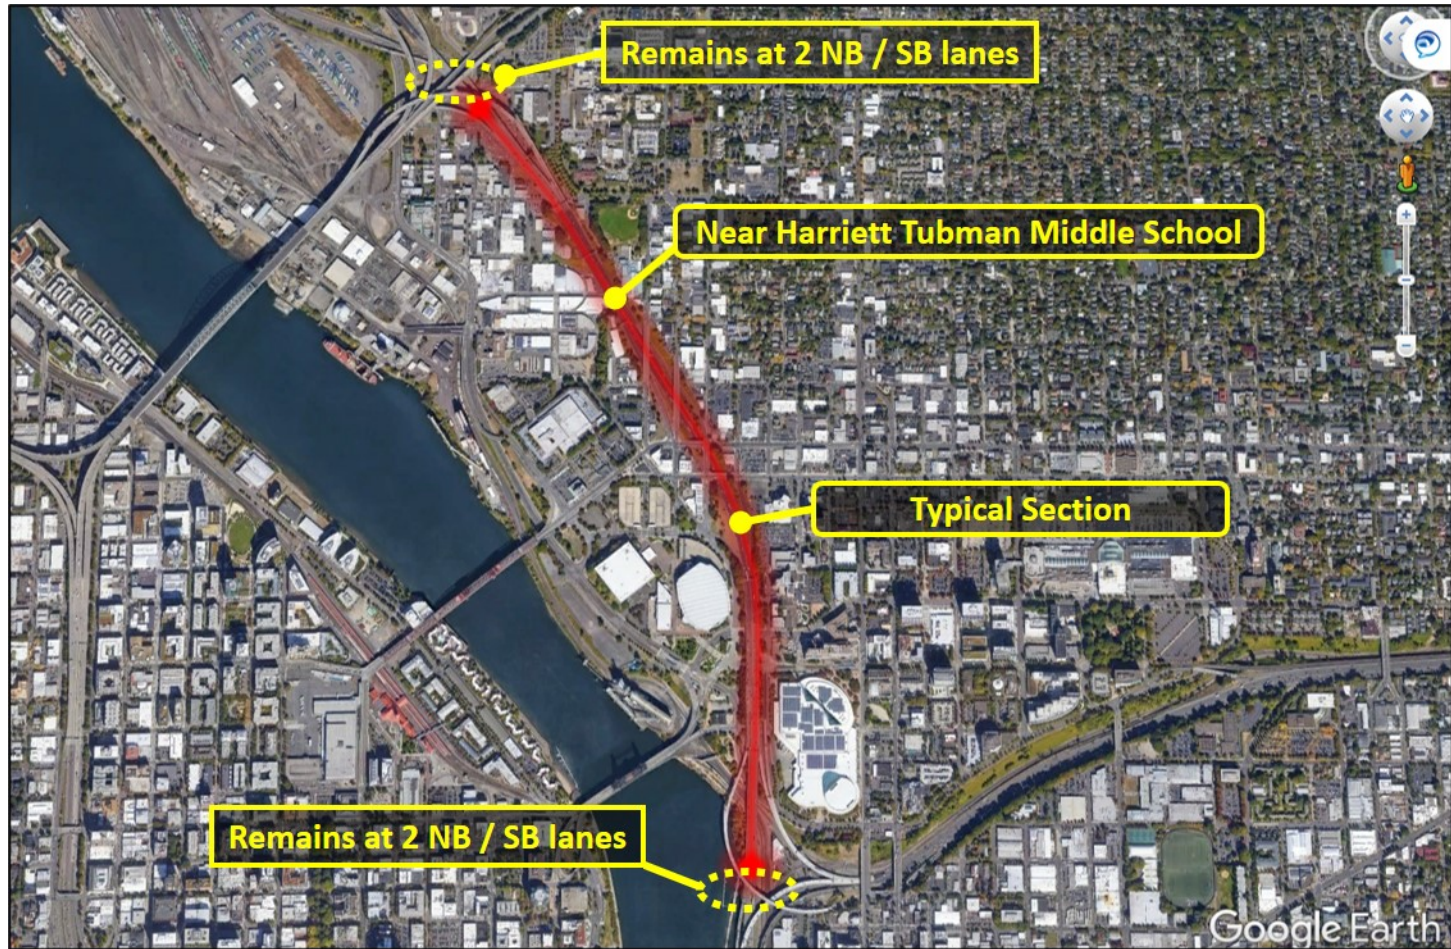 Remains at 2 NB / SB lanes
Near Harriett Tubman Middle School
Typical Section
Remains at 2 NB / SB lanes
Google Earth